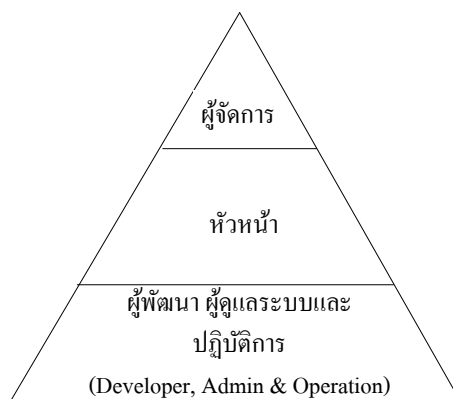 ผู้จัดการ
หัวหน้า
ผู้พัฒนา ผู้ดูแลระบบและ
ปฏิบัติการ
(Developer, Admin & Operation)